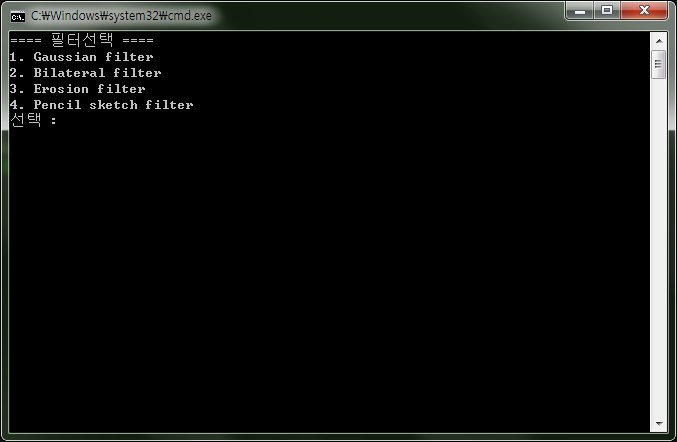 C:₩Windows₩system32₩cmd.exe
==== 필터선택 ====
1. Gaussian filter
2. Bilateral filter
3. Erosion filter
4. Pencil sketch filter
선택 :